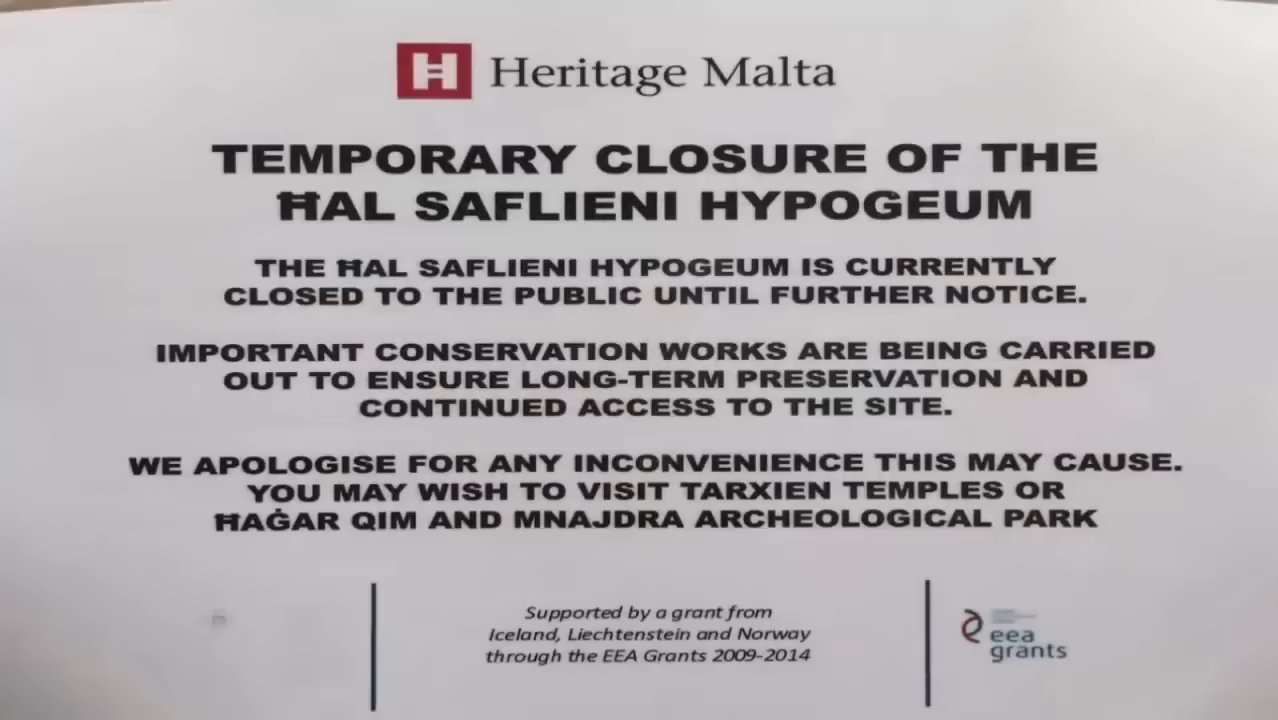 Heritage Malta
TEMPORARY CLOSURE OF THE
ĦAL SAFLIENI HYPOGEUM
THE ĦAL SAFLIENI HYPOGEUM IS CURRENTLY
CLOSED TO THE PUBLIC UNTIL FURTHER NOTICE.
IMPORTANT CONSERVATION WORKS ARE BEING CARRIED
OUT TO ENSURE LONG-TERM PRESERVATION AND
CONTINUED ACCESS TO THE SITE.
WE APOLOGISE FOR ANY INCONVENIENCE THIS MAY CAUSE.
YOU MAY WISH TO VISIT TARXIEN TEMPLES OR
ĦAĠAR QIM AND MNAJDRA ARCHEOLOGICAL PARK
Supported by a grant from
Iceland, Liechtenstein and Norway
through the EEA Grants 2009-2014
eea
grants